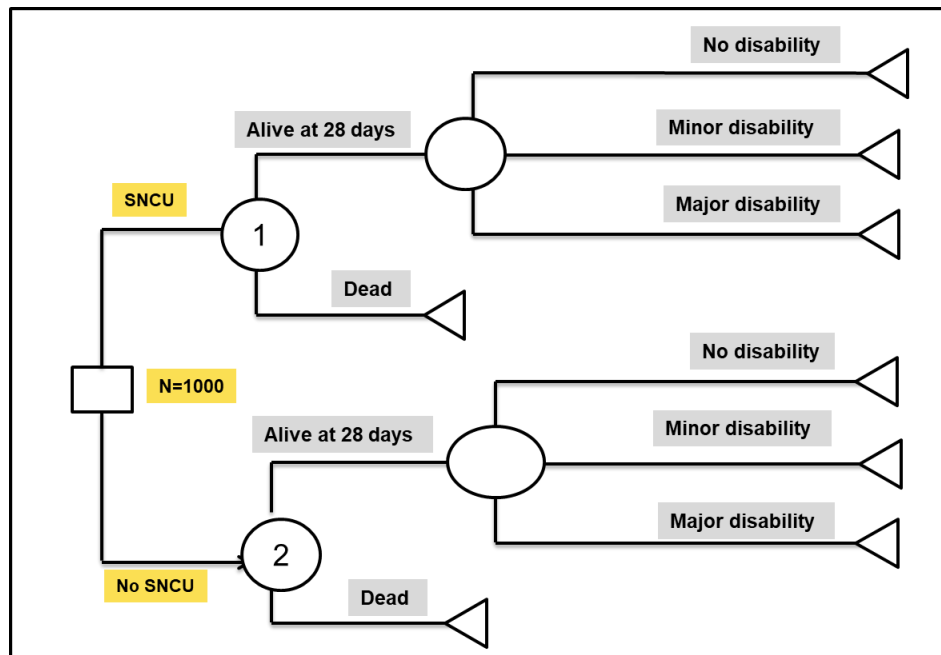 No disability
Alive at 28 days
Minor disability
SNCU
Major disability
1
Dead
N=1000
No disability
Alive at 28 days
Minor disability
Major disability
2
No SNCU
Dead